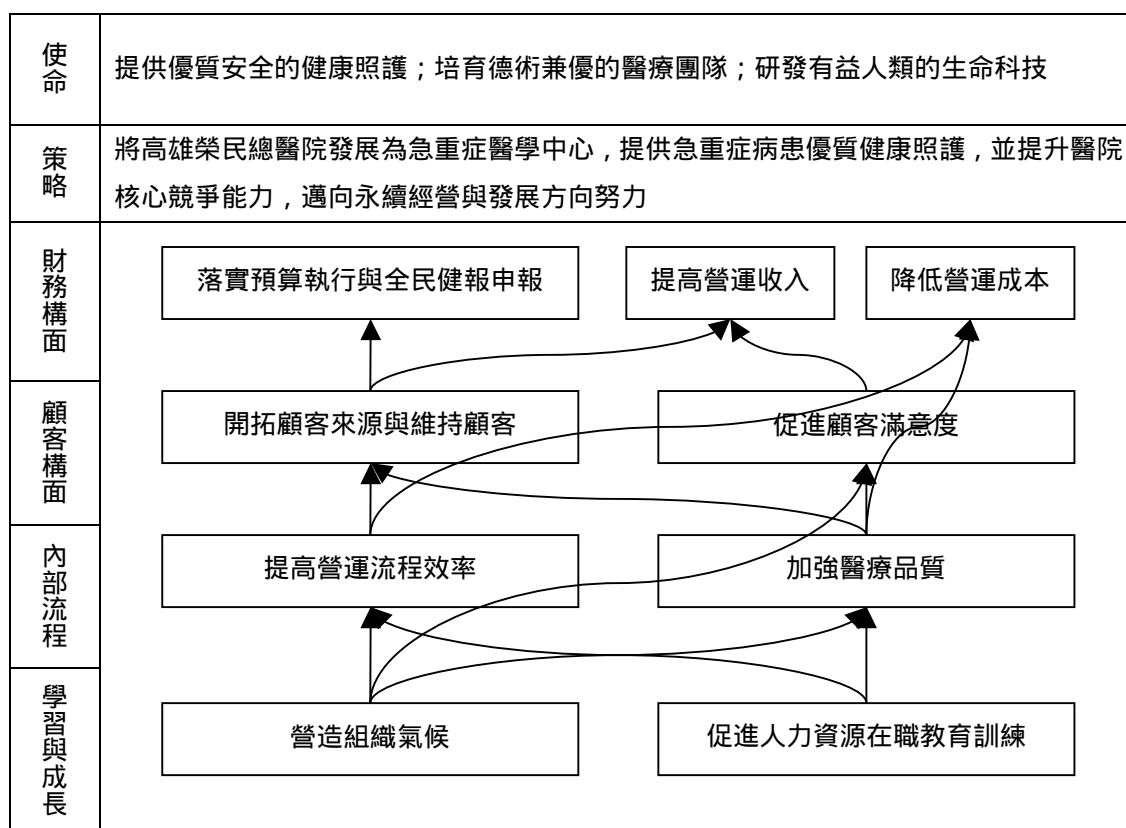 使命
提供優質安全的健康照護；培育德術兼優的醫療團隊；研發有益人類的生命科技
策略
將高雄榮民總醫院發展為急重症醫學中心，提供急重症病患優質健康照護，並提升醫院
核心競爭能力，邁向永續經營與發展方向努力
財務構面
落實預算執行與全民健報申報
提高營運收入
降低營運成本
顧客構面
開拓顧客來源與維持顧客
促進顧客滿意度
內部流程
提高營運流程效率
加強醫療品質
學習與成長
營造組織氣候
促進人力資源在職教育訓練